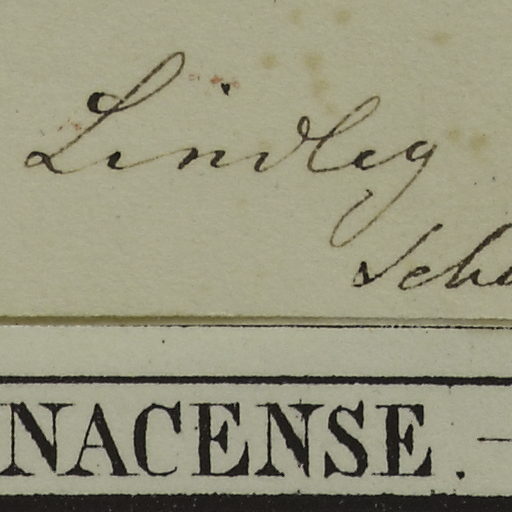 Lindley
Sch
NACENSE. —